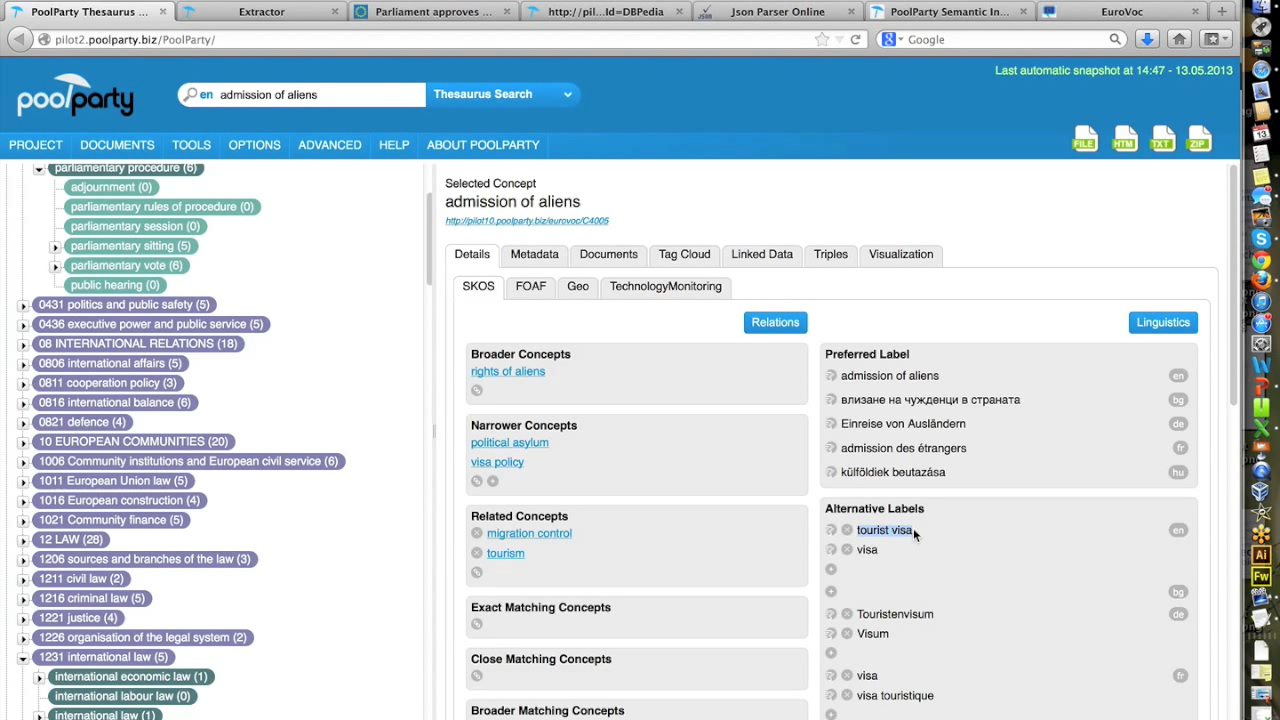 PoolParty Thesaurus ...
Extractor
Parliament approves ...
http://pil...Id=DBPedia
Json Parser Online
PoolParty Semantic In...
EuroVoc
pilot2.poolparty.biz/PoolParty/
Google
Last automatic snapshot at 14:47 - 13.05.2013
poolparty
en admission of aliens
Thesaurus Search
PROJECT DOCUMENTS TOOLS OPTIONS ADVANCED HELP ABOUT POOLPARTY
FILE HTM TXT ZIP
parliamentary procedure (6)
adjournment (0)
parliamentary rules of procedure (0)
parliamentary session (0)
parliamentary sitting (5)
parliamentary vote (6)
public hearing (0)
0431 politics and public safety (5)
0436 executive power and public service (5)
08 INTERNATIONAL RELATIONS (18)
0806 international affairs (5)
0811 cooperation policy (3)
0816 international balance (6)
0821 defence (4)
10 EUROPEAN COMMUNITIES (20)
1006 Community institutions and European civil service (6)
1011 European Union law (5)
1016 European construction (4)
1021 Community finance (5)
12 LAW (28)
1206 sources and branches of the law (3)
1211 civil law (2)
1216 criminal law (5)
1221 justice (4)
1226 organisation of the legal system (2)
1231 international law (5)
international economic law (1)
international labour law (0)
international law (1)
Selected Concept
admission of aliens
http://pilot10.poolparty.biz/eurovoc/C4005
Details Metadata Documents Tag Cloud Linked Data Triples Visualization
SKOS FOAF Geo TechnologyMonitoring
Relations
Broader Concepts
rights of aliens
Narrower Concepts
political asylum
visa policy
Related Concepts
migration control
tourism
Exact Matching Concepts
Close Matching Concepts
Broader Matching Concepts
Linguistics
Preferred Label
admission of aliens en
влизане на чужденци в страната bg
Einreise von Ausländern de
admission des étrangers fr
külföldiek beutazása hu
Alternative Labels
tourist visa en
visa
bg
Touristenvisum de
Visum
visa fr
visa touristique